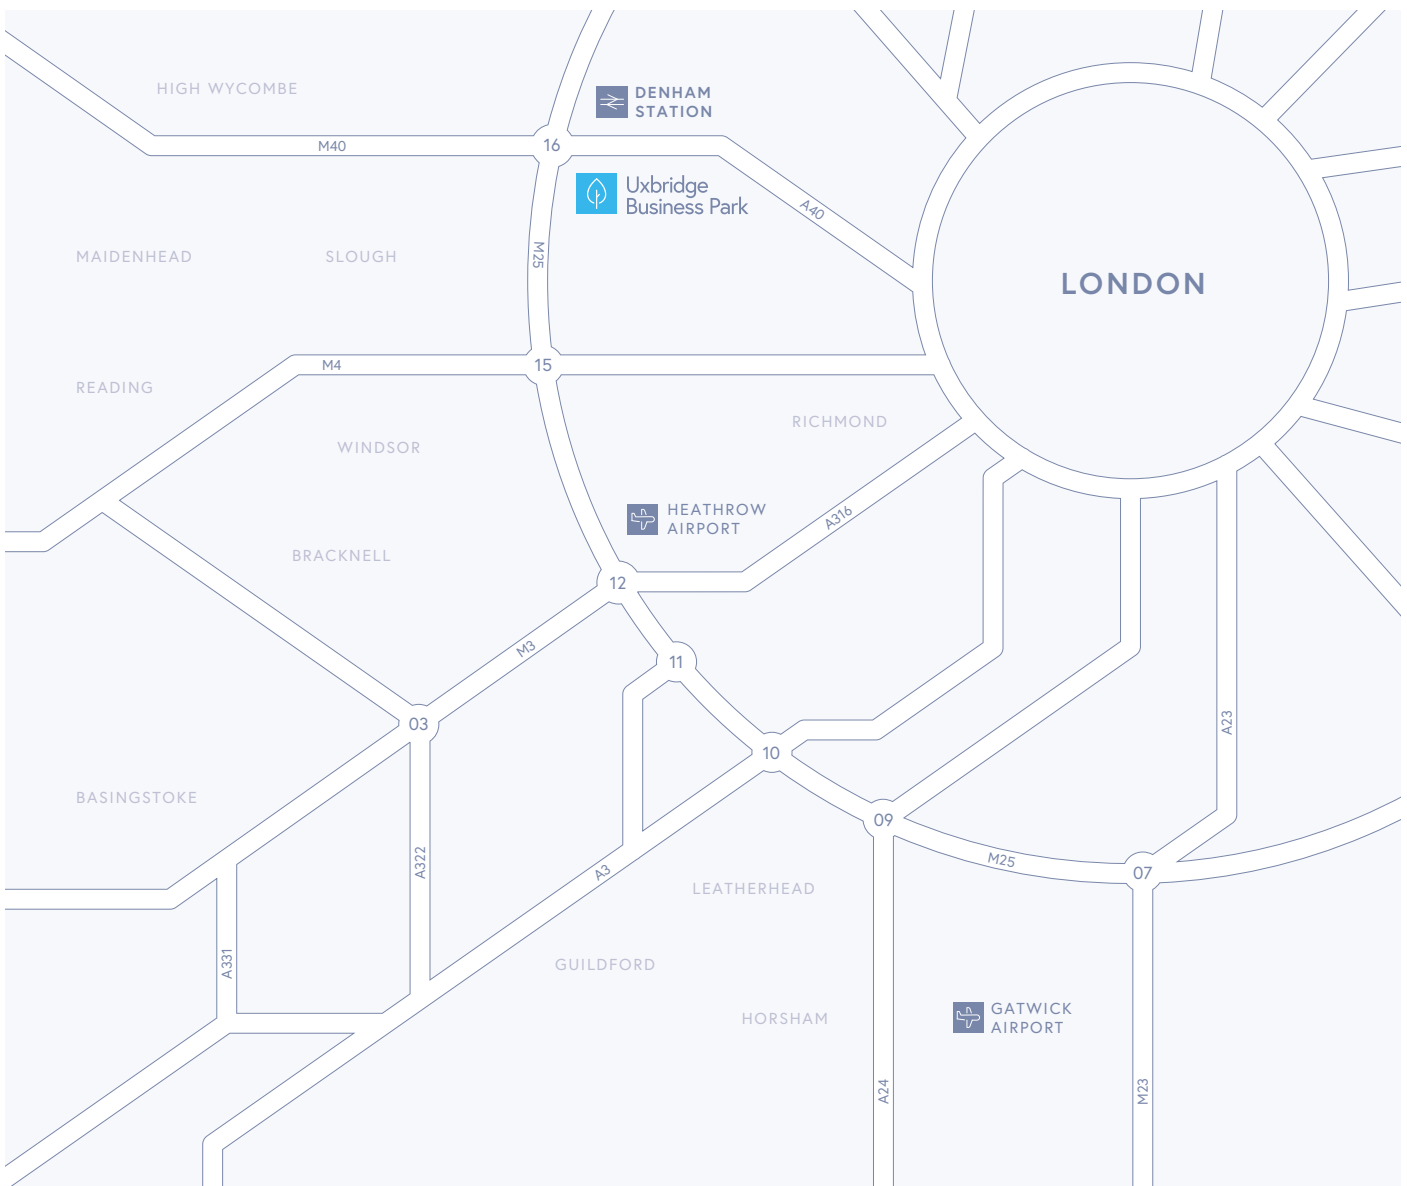 HIGH WYCOMBE
DENHAM
STATION
M40
16
Uxbridge
Business Park
A40
MAIDENHEAD
SLOUGH
M25
LONDON
M4
15
READING
RICHMOND
WINDSOR
HEATHROW
AIRPORT
A316
BRACKNELL
12
M3
11
03
A23
10
BASINGSTOKE
09
A322
A3
M25
07
LEATHERHEAD
A331
GUILDFORD
HORSHAM
GATWICK
AIRPORT
A24
M23